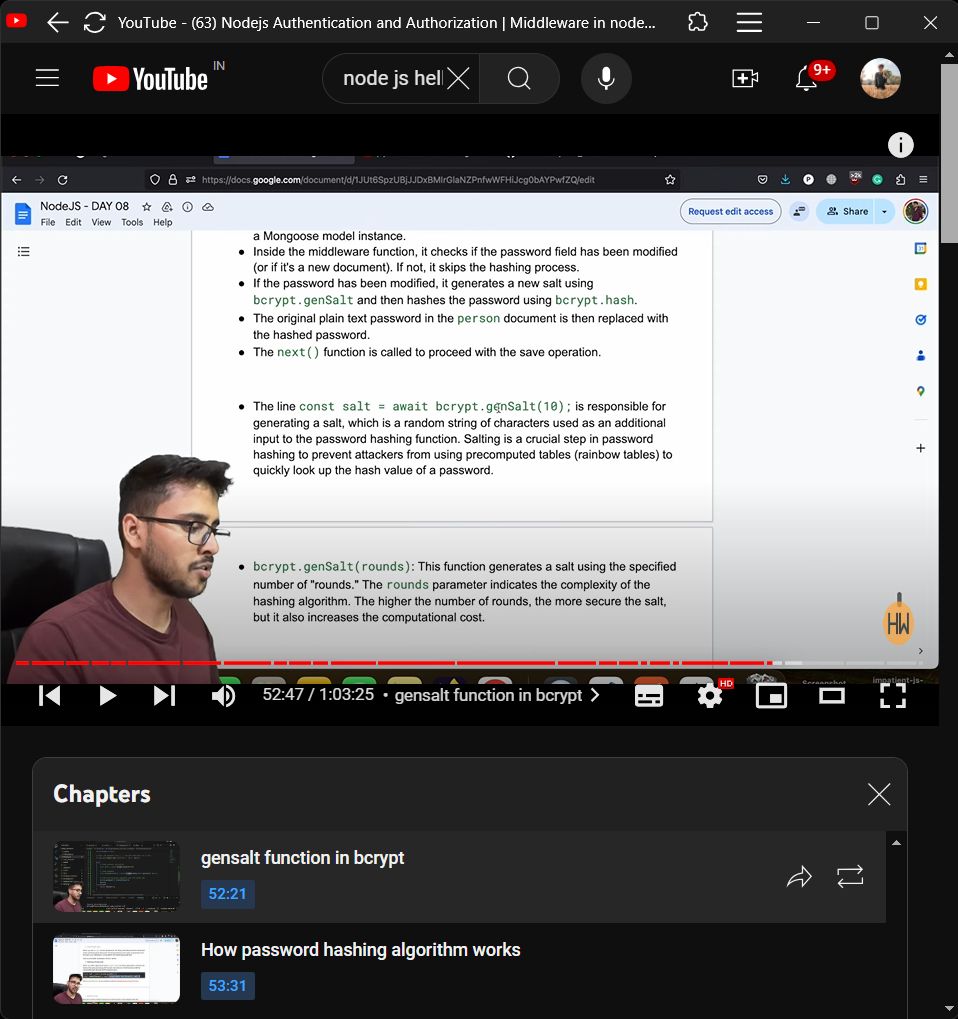 YouTube - (63) Nodejs Authentication and Authorization | Middleware in node...
YouTube IN
node js hell
9+
https://docs.google.com/document/d/1JUt6SpzUBjJJDxBMIrGlaNZPnfwWFHiJcg0bAYPwfZQ/edit
>2k
NodeJS - DAY 08
File Edit View Tools Help
Request edit access
Share
a Mongoose model instance.
● Inside the middleware function, it checks if the password field has been modified
(or if it's a new document). If not, it skips the hashing process.
● If the password has been modified, it generates a new salt using
bcrypt.genSalt and then hashes the password using bcrypt.hash.
● The original plain text password in the person document is then replaced with
the hashed password.
● The next() function is called to proceed with the save operation.
● The line const salt = await bcrypt.genSalt(10); is responsible for
generating a salt, which is a random string of characters used as an additional
input to the password hashing function. Salting is a crucial step in password
hashing to prevent attackers from using precomputed tables (rainbow tables) to
quickly look up the hash value of a password.
● bcrypt.genSalt(rounds): This function generates a salt using the specified
number of "rounds." The rounds parameter indicates the complexity of the
hashing algorithm. The higher the number of rounds, the more secure the salt,
but it also increases the computational cost.
HW
Screenshot
impatient-js-
52:47 / 1:03:25 • gensalt function in bcrypt
HD
Chapters
gensalt function in bcrypt
52:21
How password hashing algorithm works
53:31